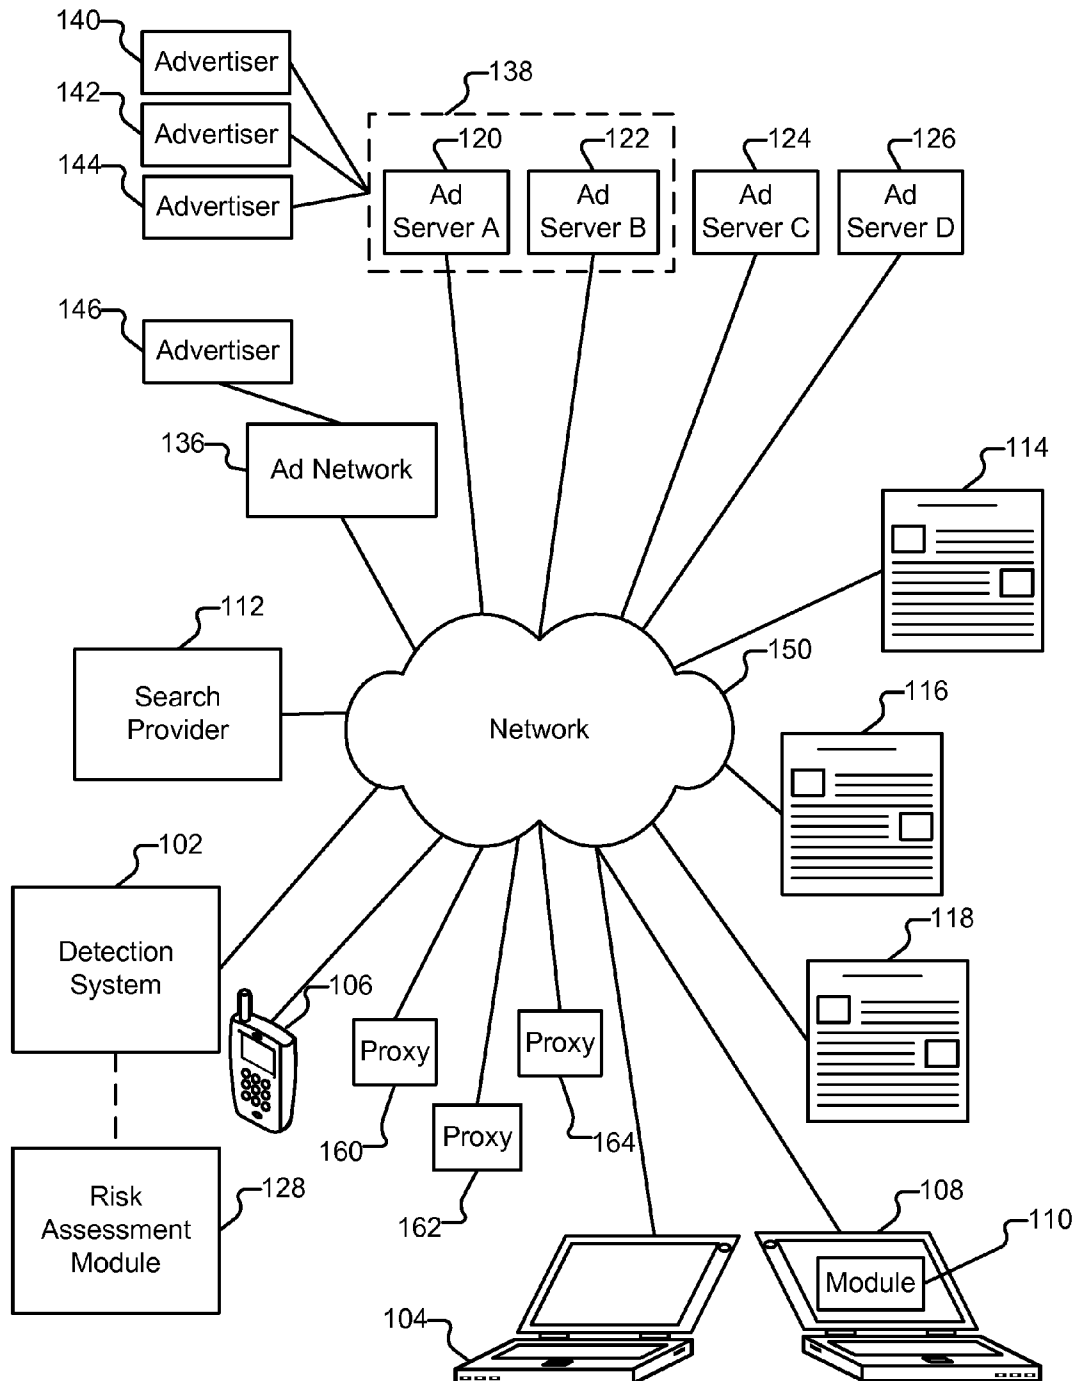 140
Advertiser
138
142
Advertiser
120
122
124
126
144
Advertiser
Ad
Server A
Ad
Server B
Ad
Server C
Ad
Server D
146
Advertiser
136
Ad Network
114
112
150
Search
Provider
Network
116
102
Detection
System
118
106
Proxy
Proxy
160
Proxy
164
162
Risk
Assessment
Module
128
108
110
Module
104